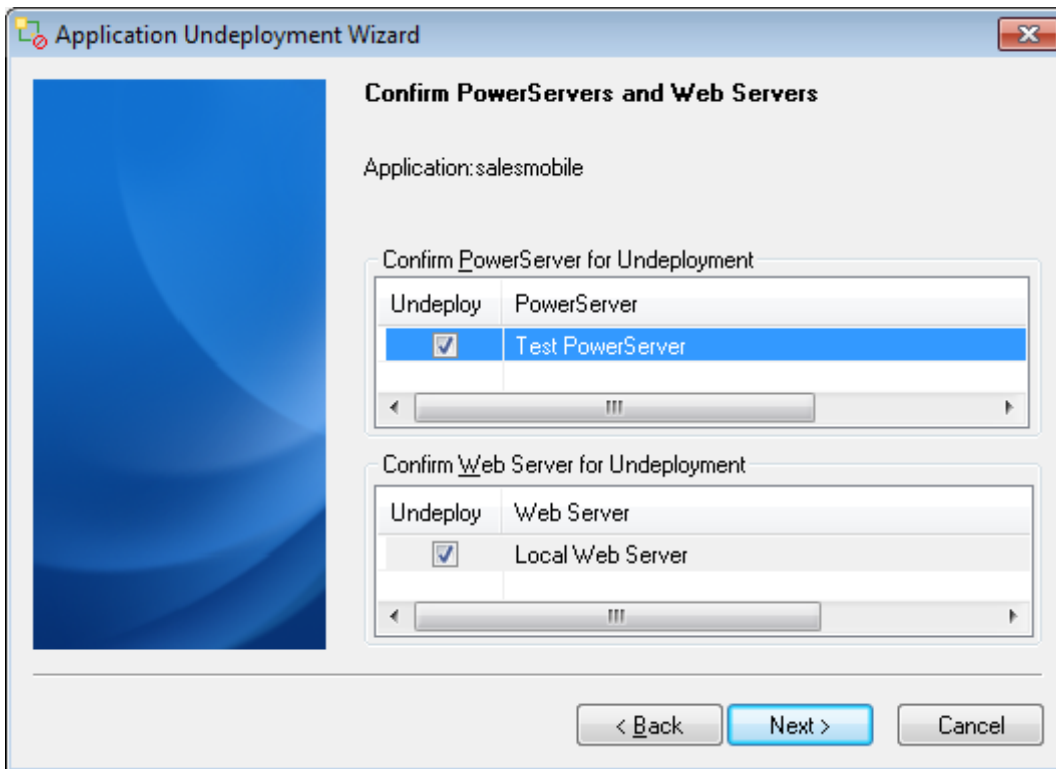 Application Undeployment Wizard
Confirm PowerServers and Web Servers
Application:salesmobile
Confirm PowerServer for Undeployment
Undeploy PowerServer
Test PowerServer
Confirm Web Server for Undeployment
Undeploy Web Server
Local Web Server
< Back Next > Cancel